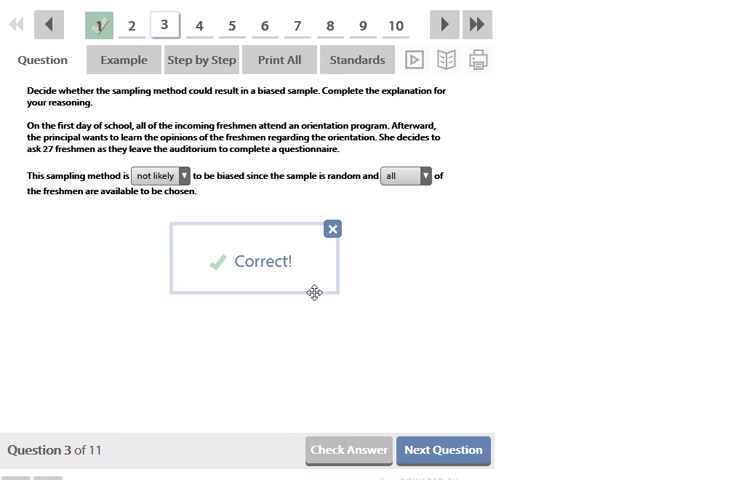 1 2 3 4 5 6 7 8 9 10
Question Example Step by Step Print All Standards
Decide whether the sampling method could result in a biased sample. Complete the explanation for
your reasoning.
On the first day of school, all of the incoming freshmen attend an orientation program. Afterward,
the principal wants to learn the opinions of the freshmen regarding the orientation. She decides to
ask 27 freshmen as they leave the auditorium to complete a questionnaire.
This sampling method is not likely to be biased since the sample is random and all of
the freshmen are available to be chosen.
Correct!
Question 3 of 11 Check Answer Next Question